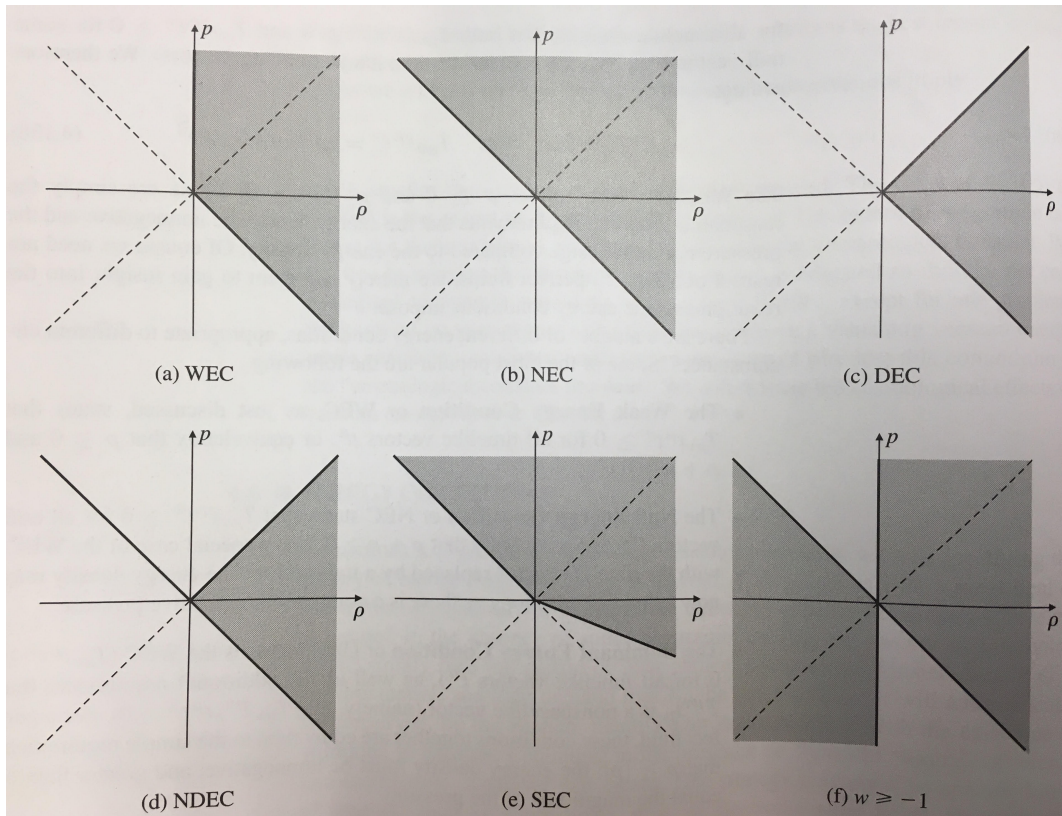 p
ρ
(a) WEC
p
ρ
(b) NEC
p
ρ
(c) DEC
p
ρ
(d) NDEC
p
ρ
(e) SEC
p
ρ
(f) w ≥ −1